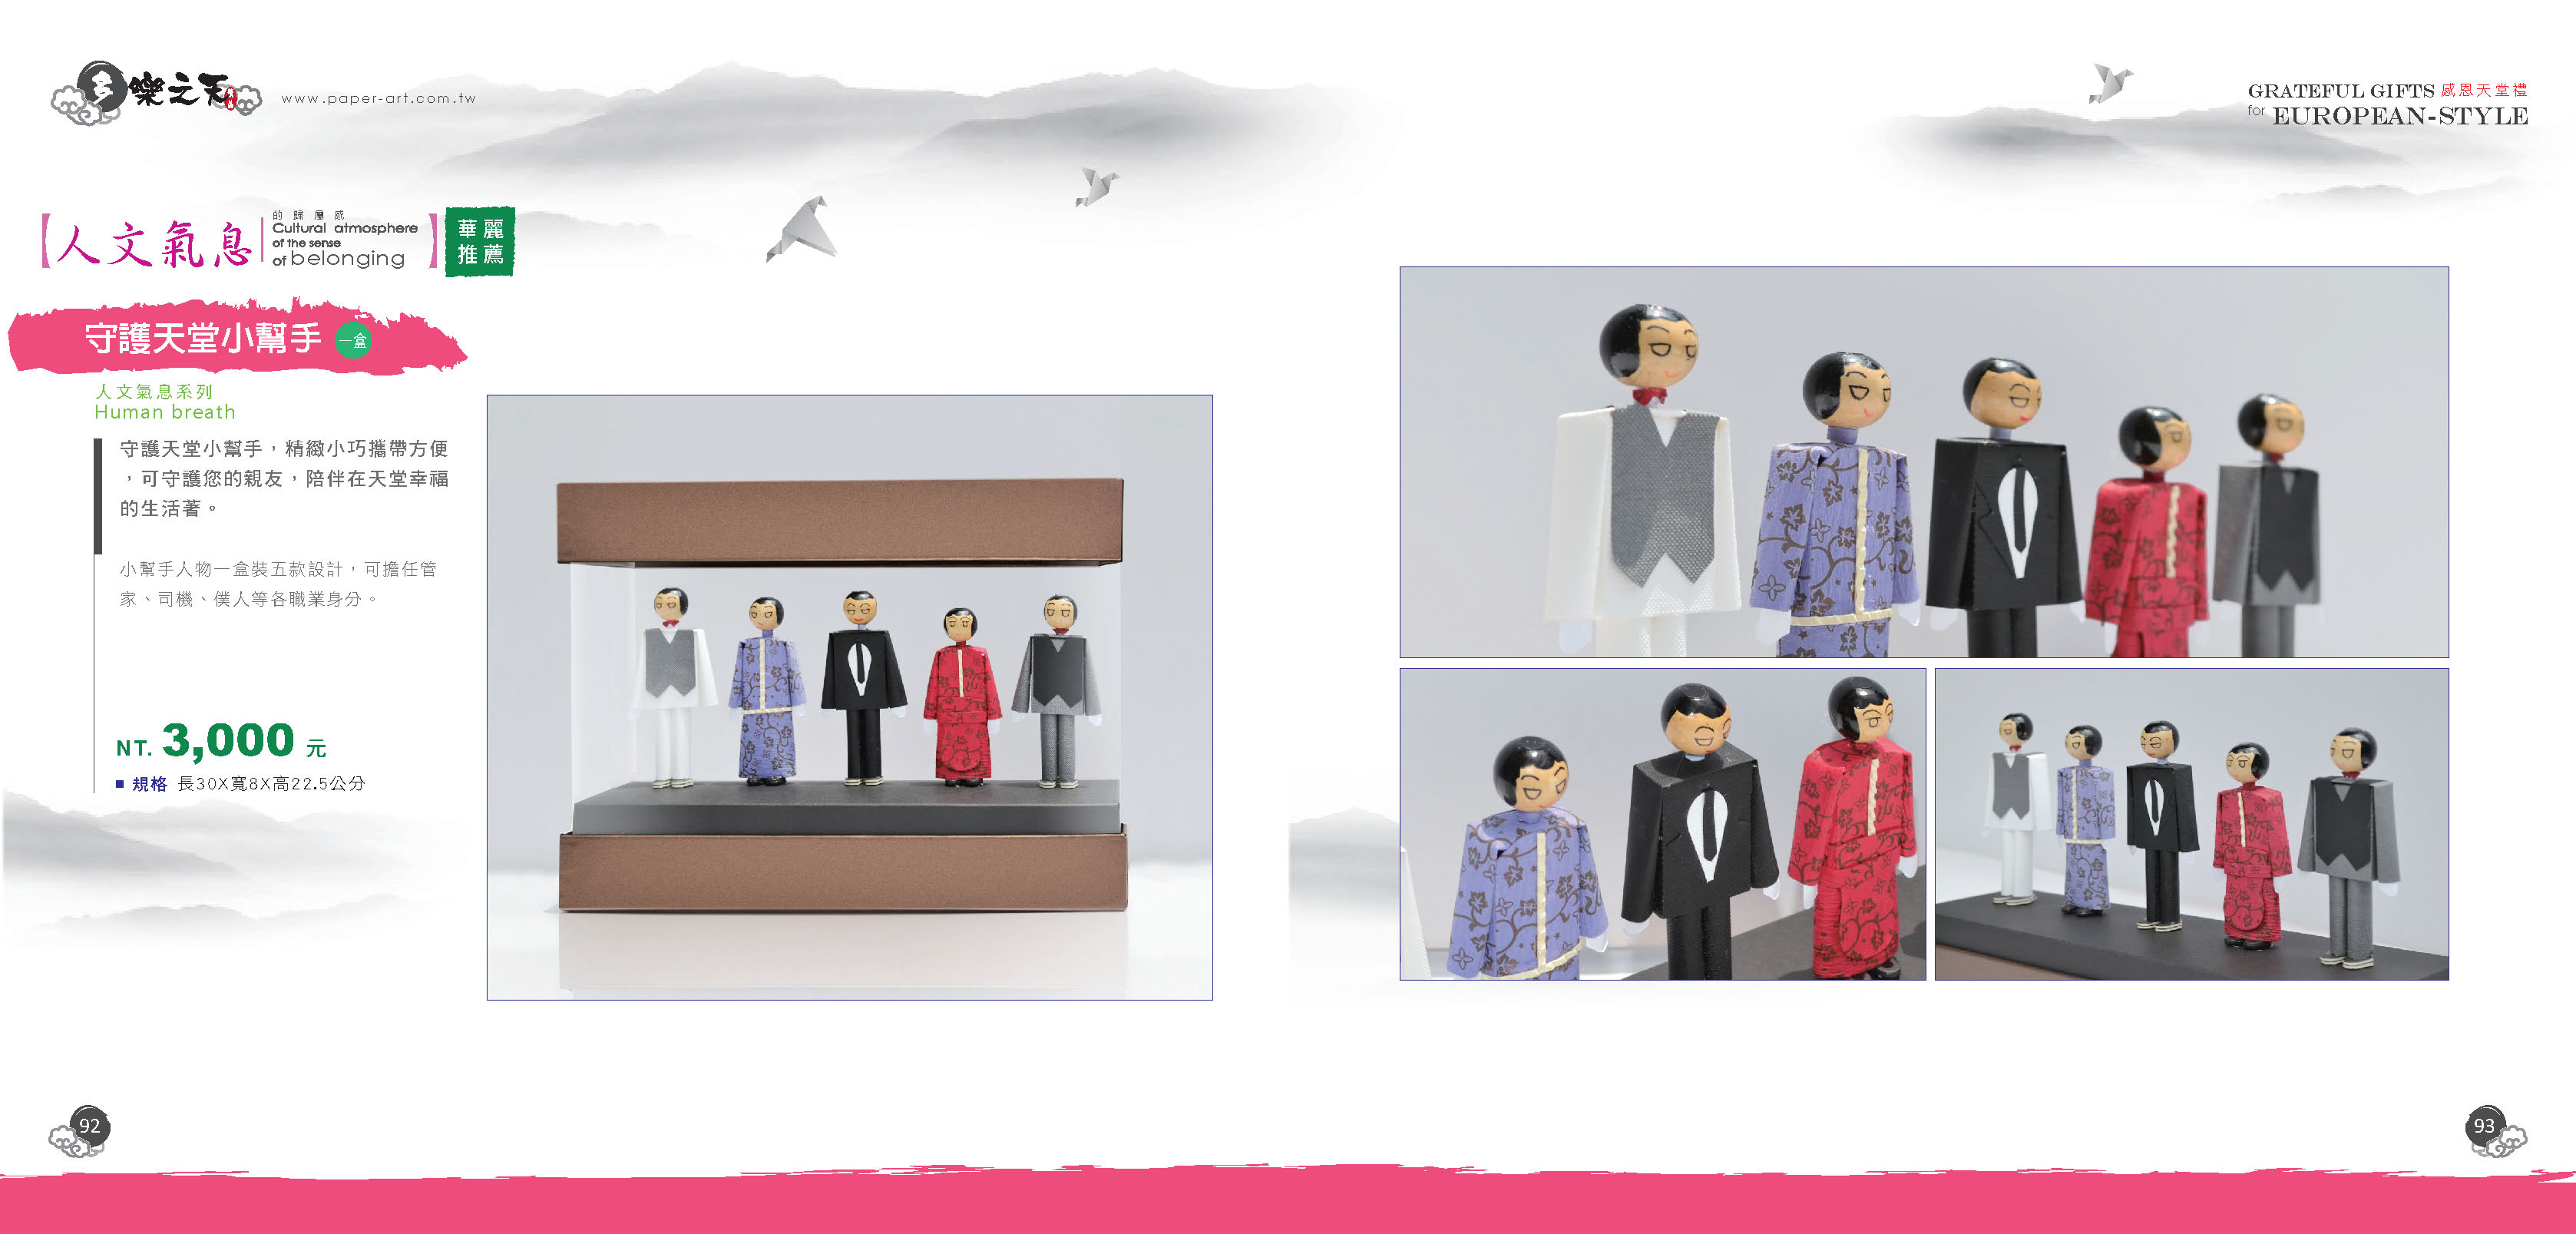 樂之天
www.paper-art.com.tw
GRATEFUL GIFTS 感恩天堂禮
for EUROPEAN-STYLE
【人文氣息
的歸屬感
Cultural atmosphere
of the sense
of belonging】
華麗
推薦
守護天堂小幫手 一盒
人文氣息系列
Human breath
守護天堂小幫手，精緻小巧攜帶方便
，可守護您的親友，陪伴在天堂幸福
的生活著。
小幫手人物一盒裝五款設計，可擔任管
家、司機、僕人等各職業身分。
NT. 3,000 元
■ 規格 長30X寬8X高22.5公分
92
93